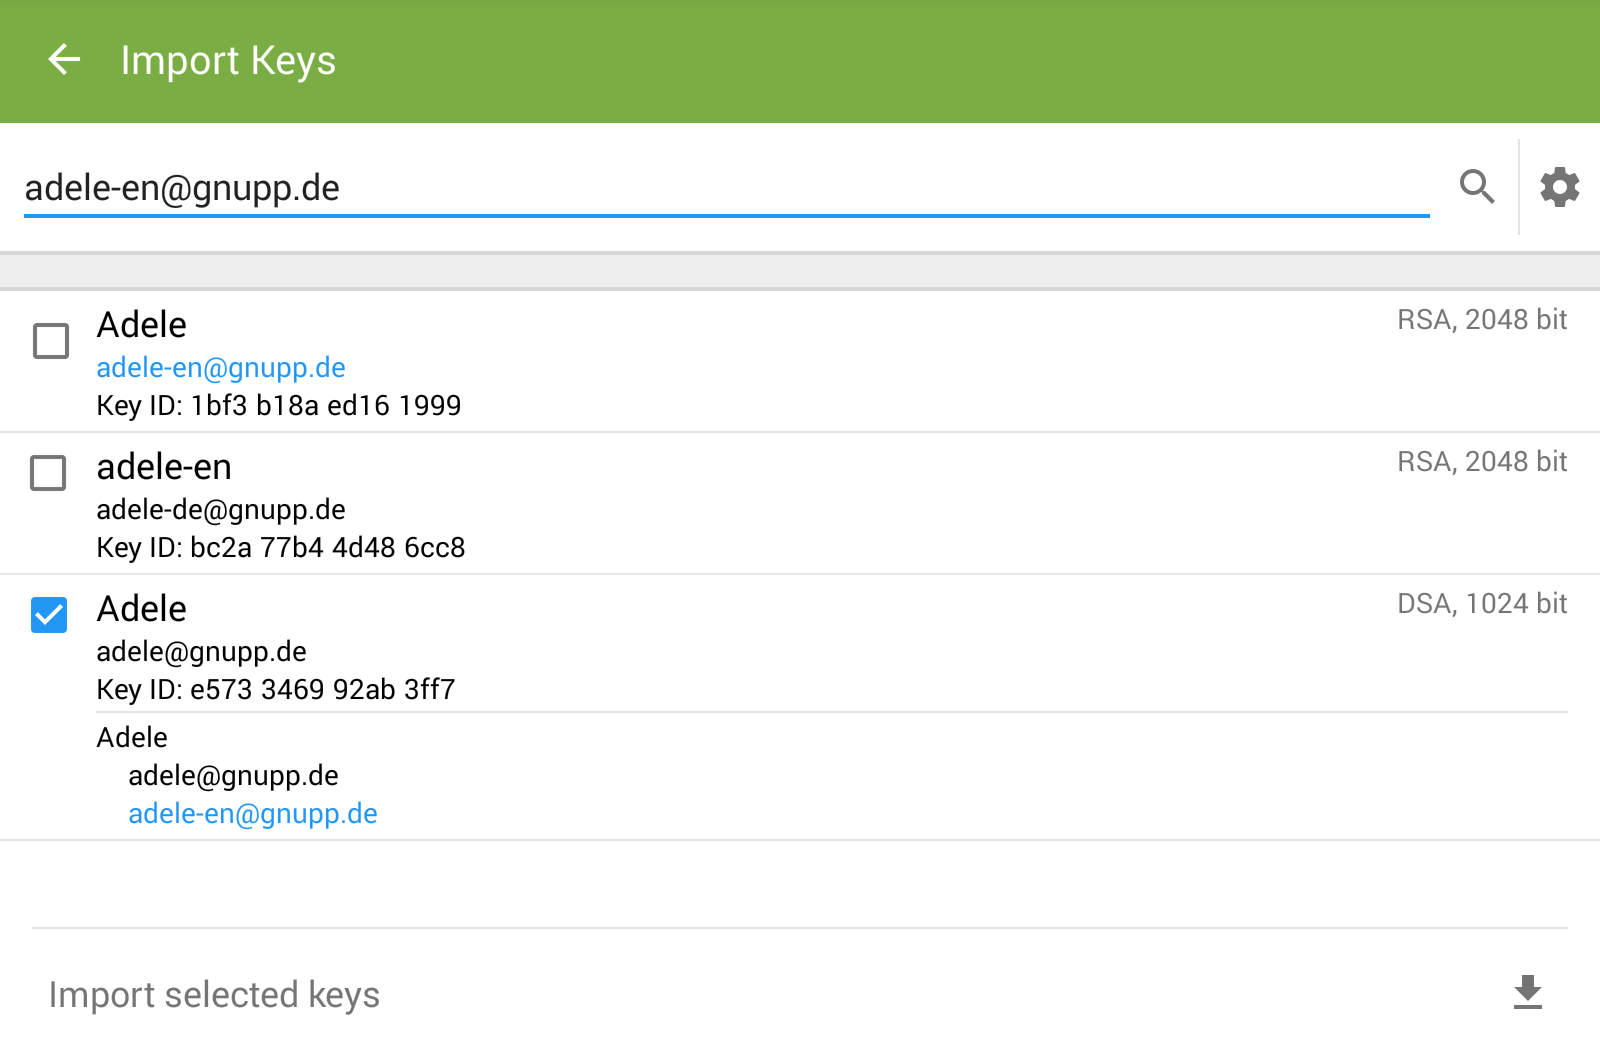 Import Keys
adele-en@gnupp.de
Adele
RSA, 2048 bit
adele-en@gnupp.de
Key ID: 1bf3 b18a ed16 1999
adele-en
RSA, 2048 bit
adele-de@gnupp.de
Key ID: bc2a 77b4 4d48 6cc8
Adele
DSA, 1024 bit
adele@gnupp.de
Key ID: e573 3469 92ab 3ff7
Adele
adele@gnupp.de
adele-en@gnupp.de
Import selected keys